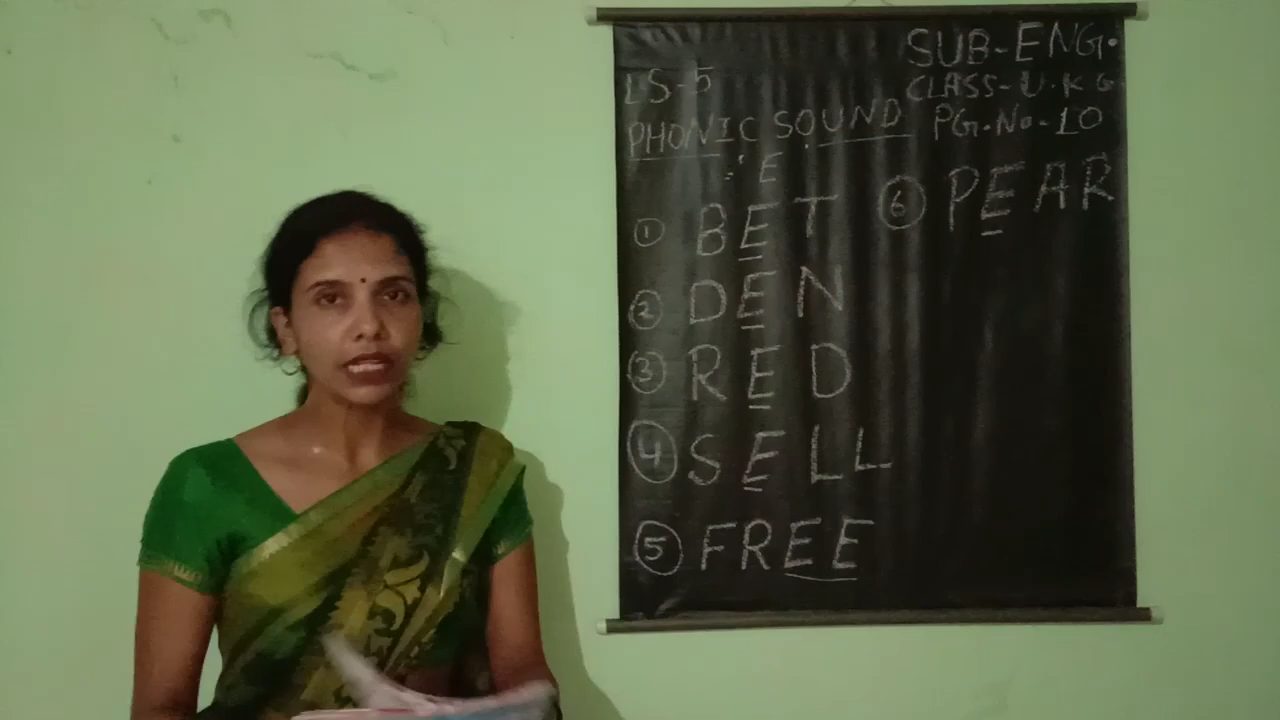 SUB-ENG.
LS-5 CLASS-U.K.G.
PHONIC SOUND PG.No-10
:' E
① BET ⑥ PEAR
② DEN
③ RED
④ SELL
⑤ FREE